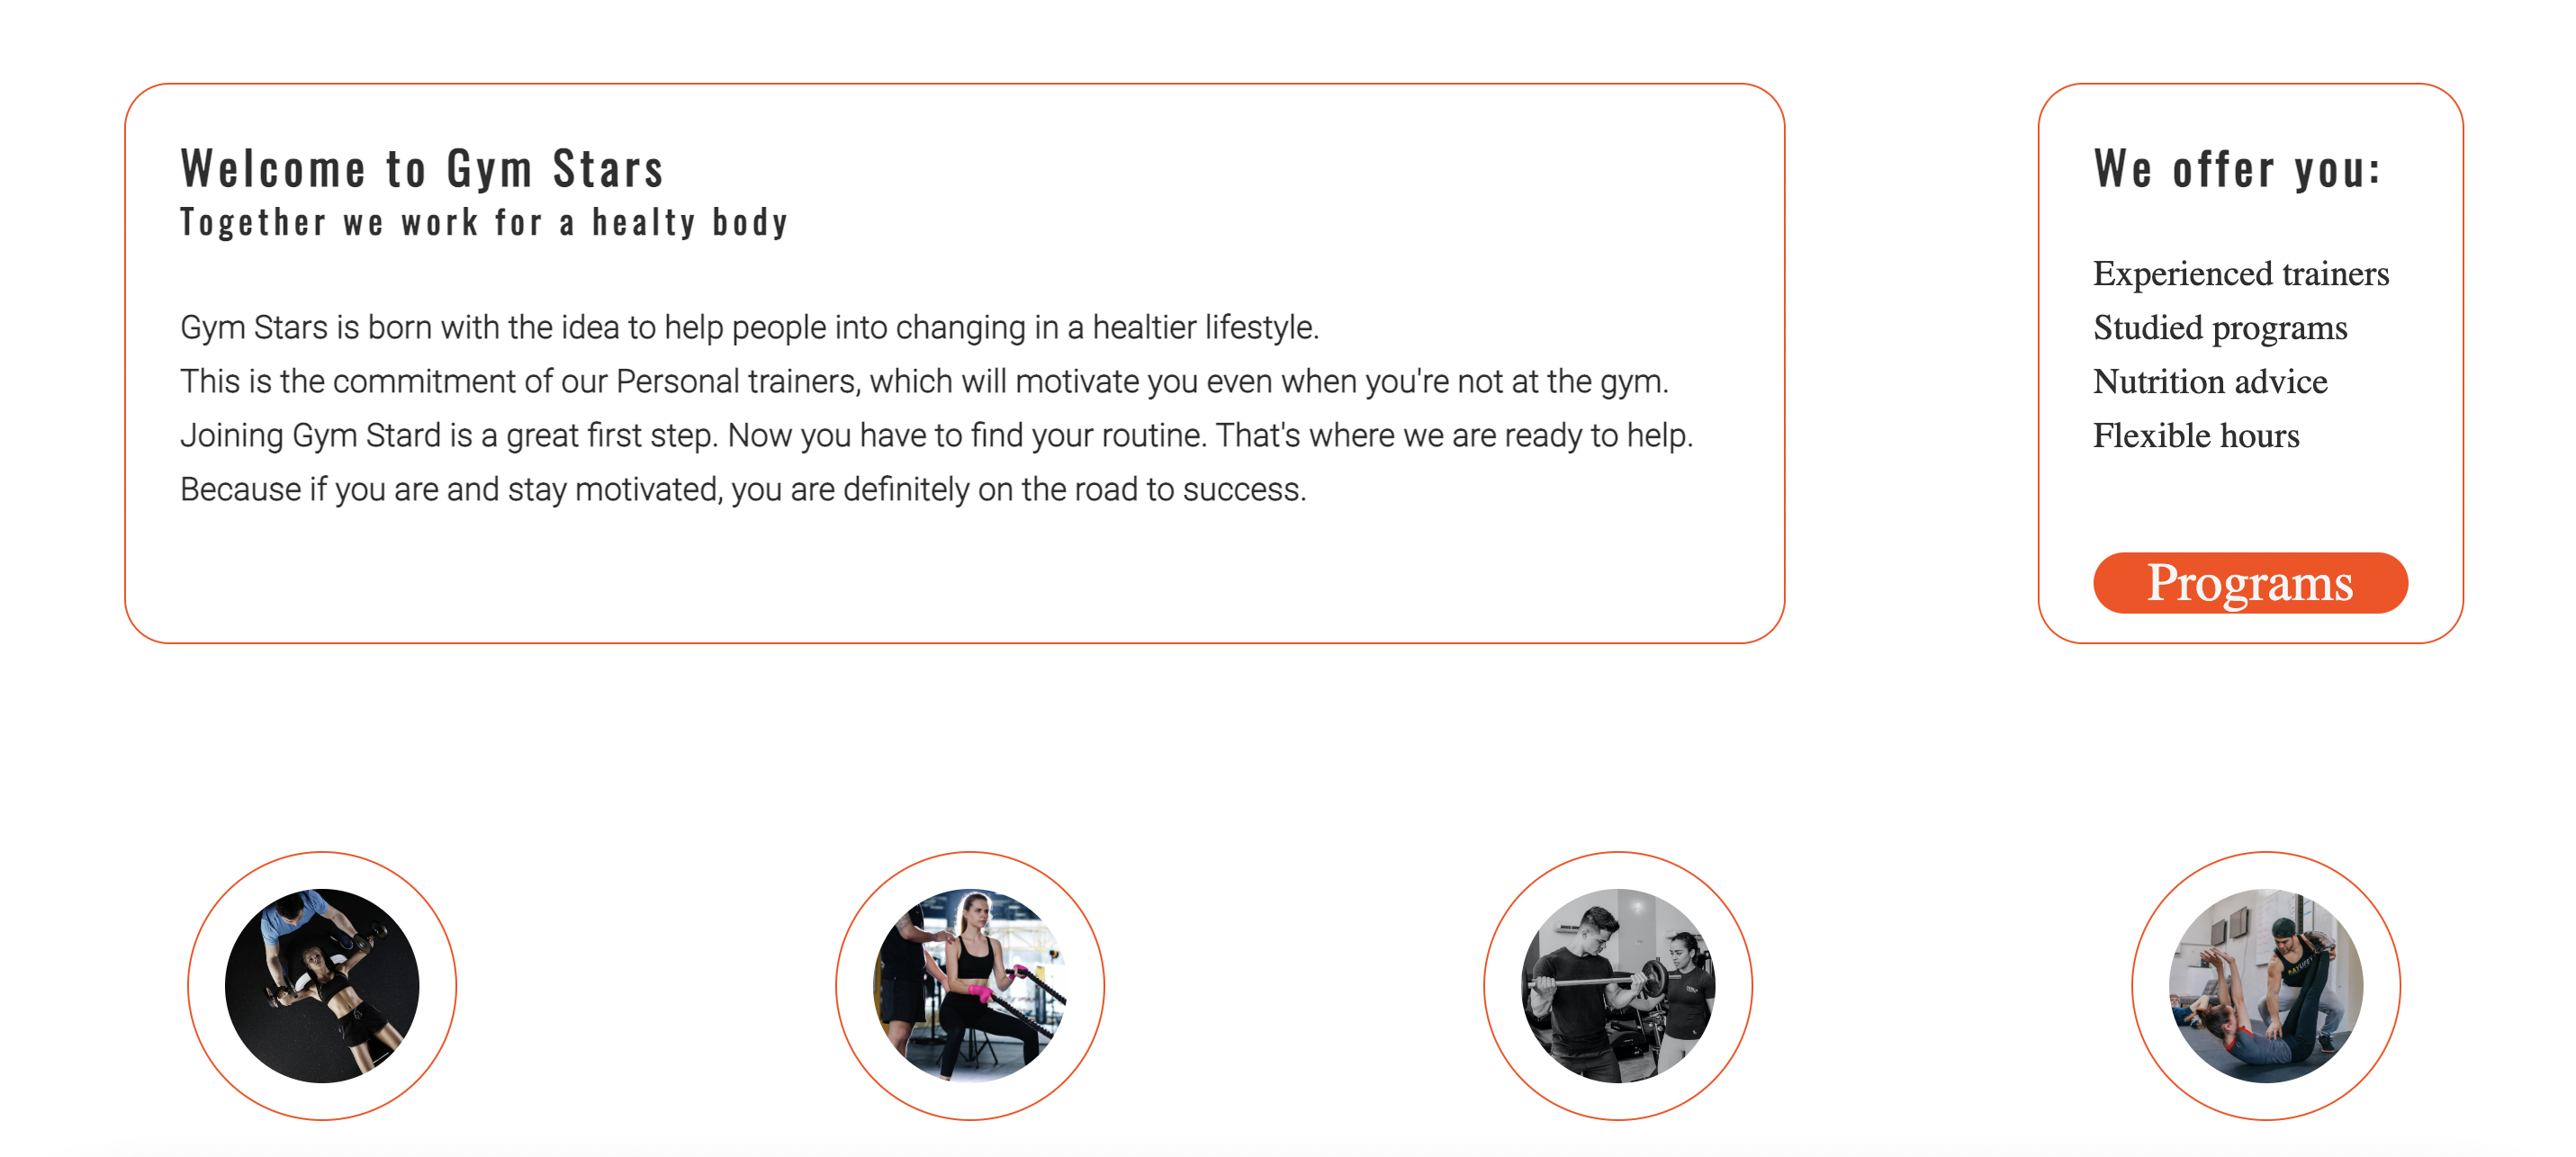 Welcome to Gym Stars
Together we work for a healty body
Gym Stars is born with the idea to help people into changing in a healtier lifestyle.
This is the commitment of our Personal trainers, which will motivate you even when you're not at the gym.
Joining Gym Stard is a great first step. Now you have to find your routine. That's where we are ready to help.
Because if you are and stay motivated, you are definitely on the road to success.
We offer you:
Experienced trainers
Studied programs
Nutrition advice
Flexible hours
Programs